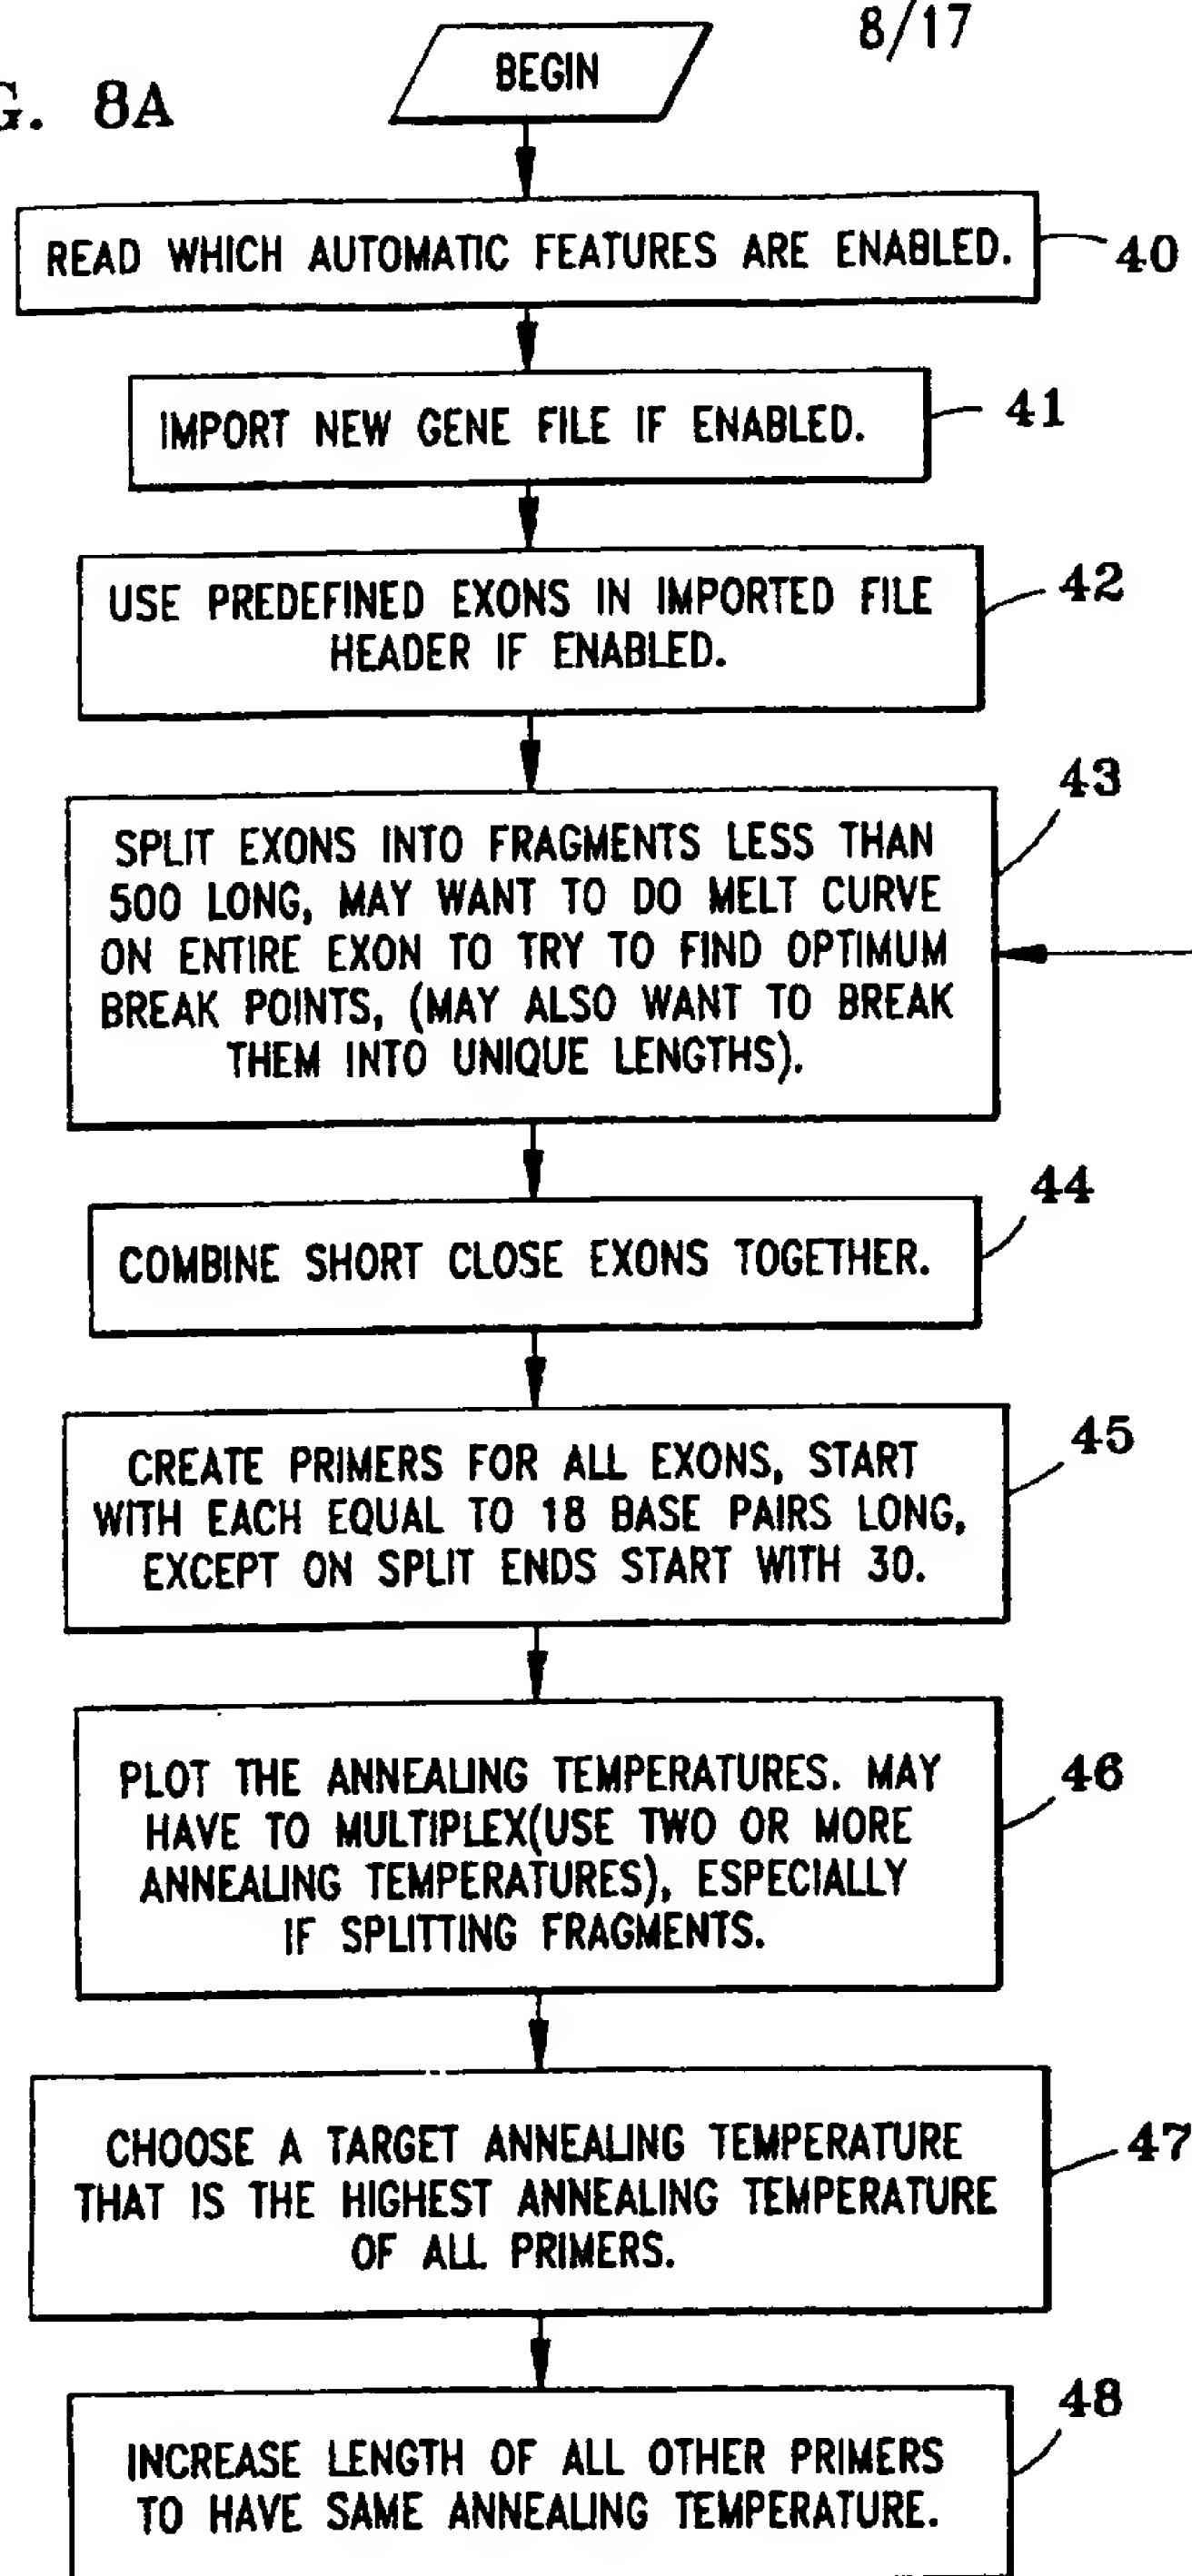 8/17
G. 8A
BEGIN
READ WHICH AUTOMATIC FEATURES ARE ENABLED.
40
IMPORT NEW GENE FILE IF ENABLED.
41
USE PREDEFINED EXONS IN IMPORTED FILE
HEADER IF ENABLED.
42
SPLIT EXONS INTO FRAGMENTS LESS THAN
500 LONG, MAY WANT TO DO MELT CURVE
ON ENTIRE EXON TO TRY TO FIND OPTIMUM
BREAK POINTS, (MAY ALSO WANT TO BREAK
THEM INTO UNIQUE LENGTHS).
43
COMBINE SHORT CLOSE EXONS TOGETHER.
44
CREATE PRIMERS FOR ALL EXONS, START
WITH EACH EQUAL TO 18 BASE PAIRS LONG,
EXCEPT ON SPLIT ENDS START WITH 30.
45
PLOT THE ANNEALING TEMPERATURES. MAY
HAVE TO MULTIPLEX(USE TWO OR MORE
ANNEALING TEMPERATURES), ESPECIALLY
IF SPLITTING FRAGMENTS.
46
CHOOSE A TARGET ANNEALING TEMPERATURE
THAT IS THE HIGHEST ANNEALING TEMPERATURE
OF ALL PRIMERS.
47
INCREASE LENGTH OF ALL OTHER PRIMERS
TO HAVE SAME ANNEALING TEMPERATURE.
48